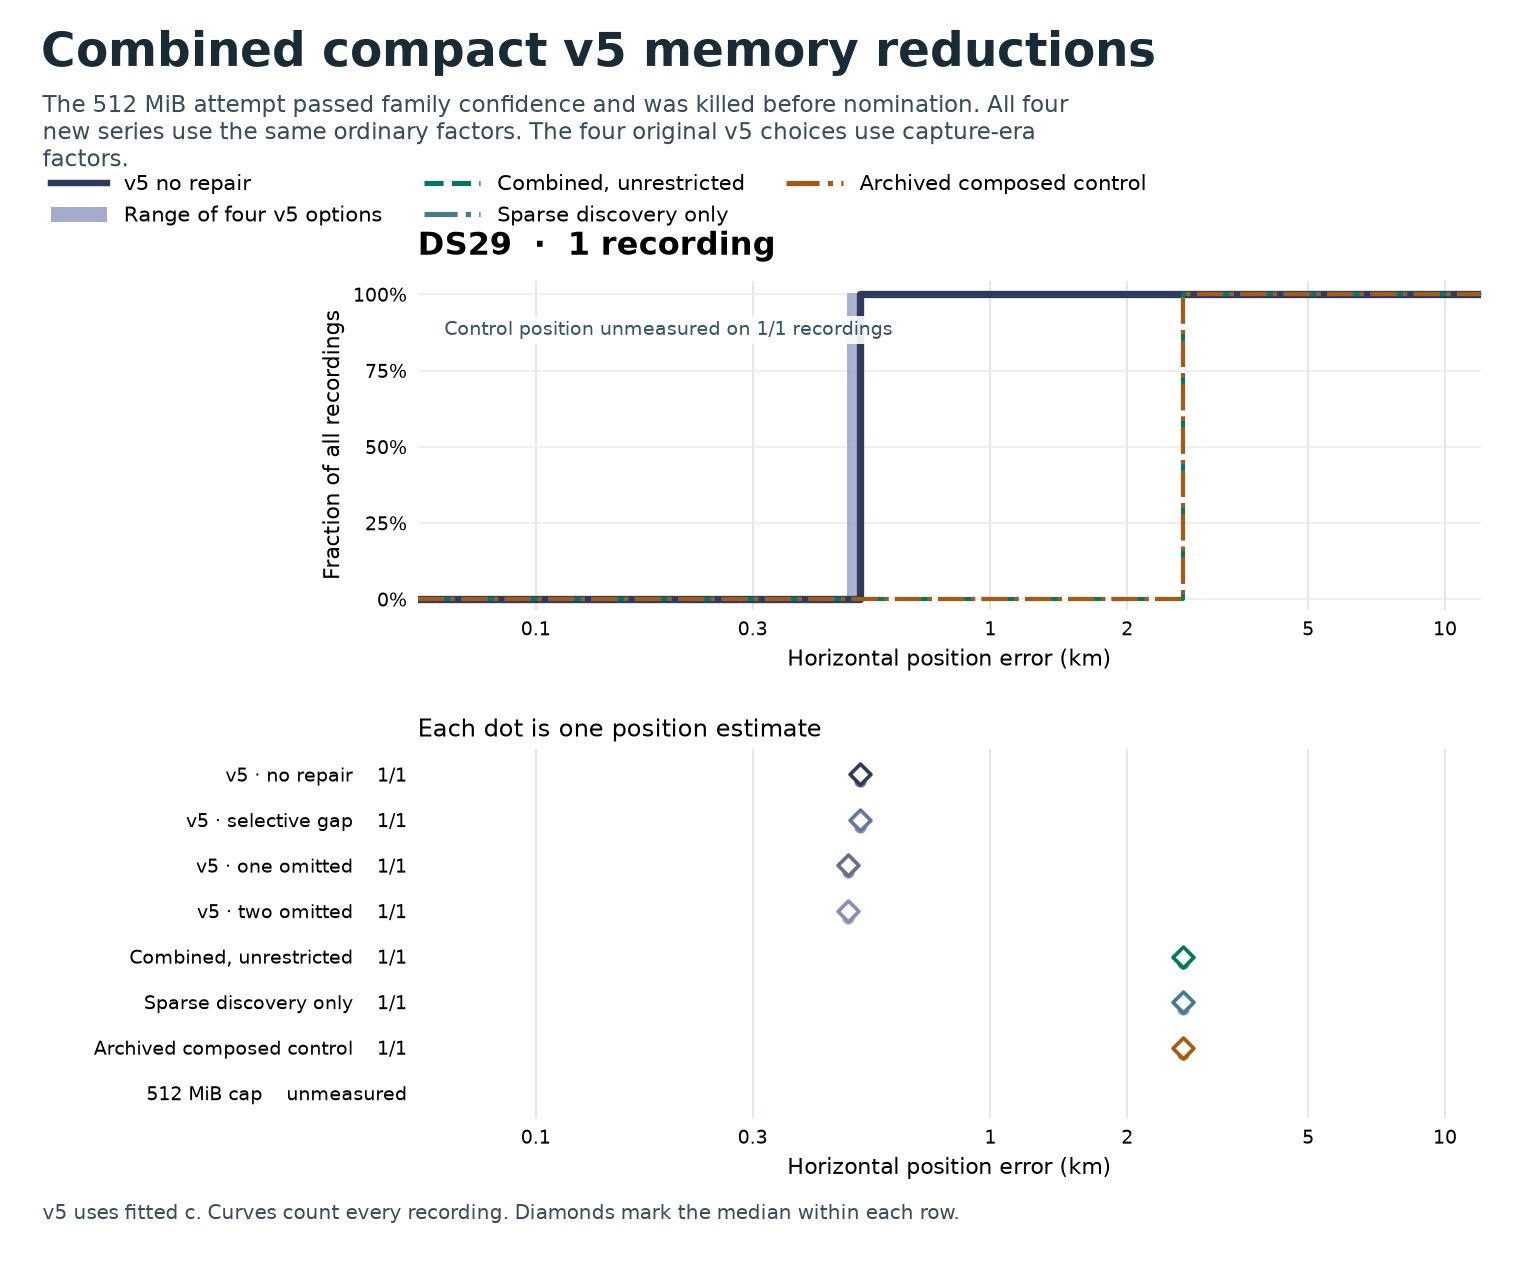 Combined compact v5 memory reductions
The 512 MiB attempt passed family confidence and was killed before nomination. All four
new series use the same ordinary factors. The four original v5 choices use capture-era
factors.
v5 no repair
Combined, unrestricted
Archived composed control
Range of four v5 options
Sparse discovery only
DS29 · 1 recording
100%
Control position unmeasured on 1/1 recordings
75%
50%
25%
0%
Fraction of all recordings
0.1 0.3 1 2 5 10
Horizontal position error (km)
Each dot is one position estimate
v5 · no repair 1/1
v5 · selective gap 1/1
v5 · one omitted 1/1
v5 · two omitted 1/1
Combined, unrestricted 1/1
Sparse discovery only 1/1
Archived composed control 1/1
512 MiB cap unmeasured
0.1 0.3 1 2 5 10
Horizontal position error (km)
v5 uses fitted c. Curves count every recording. Diamonds mark the median within each row.